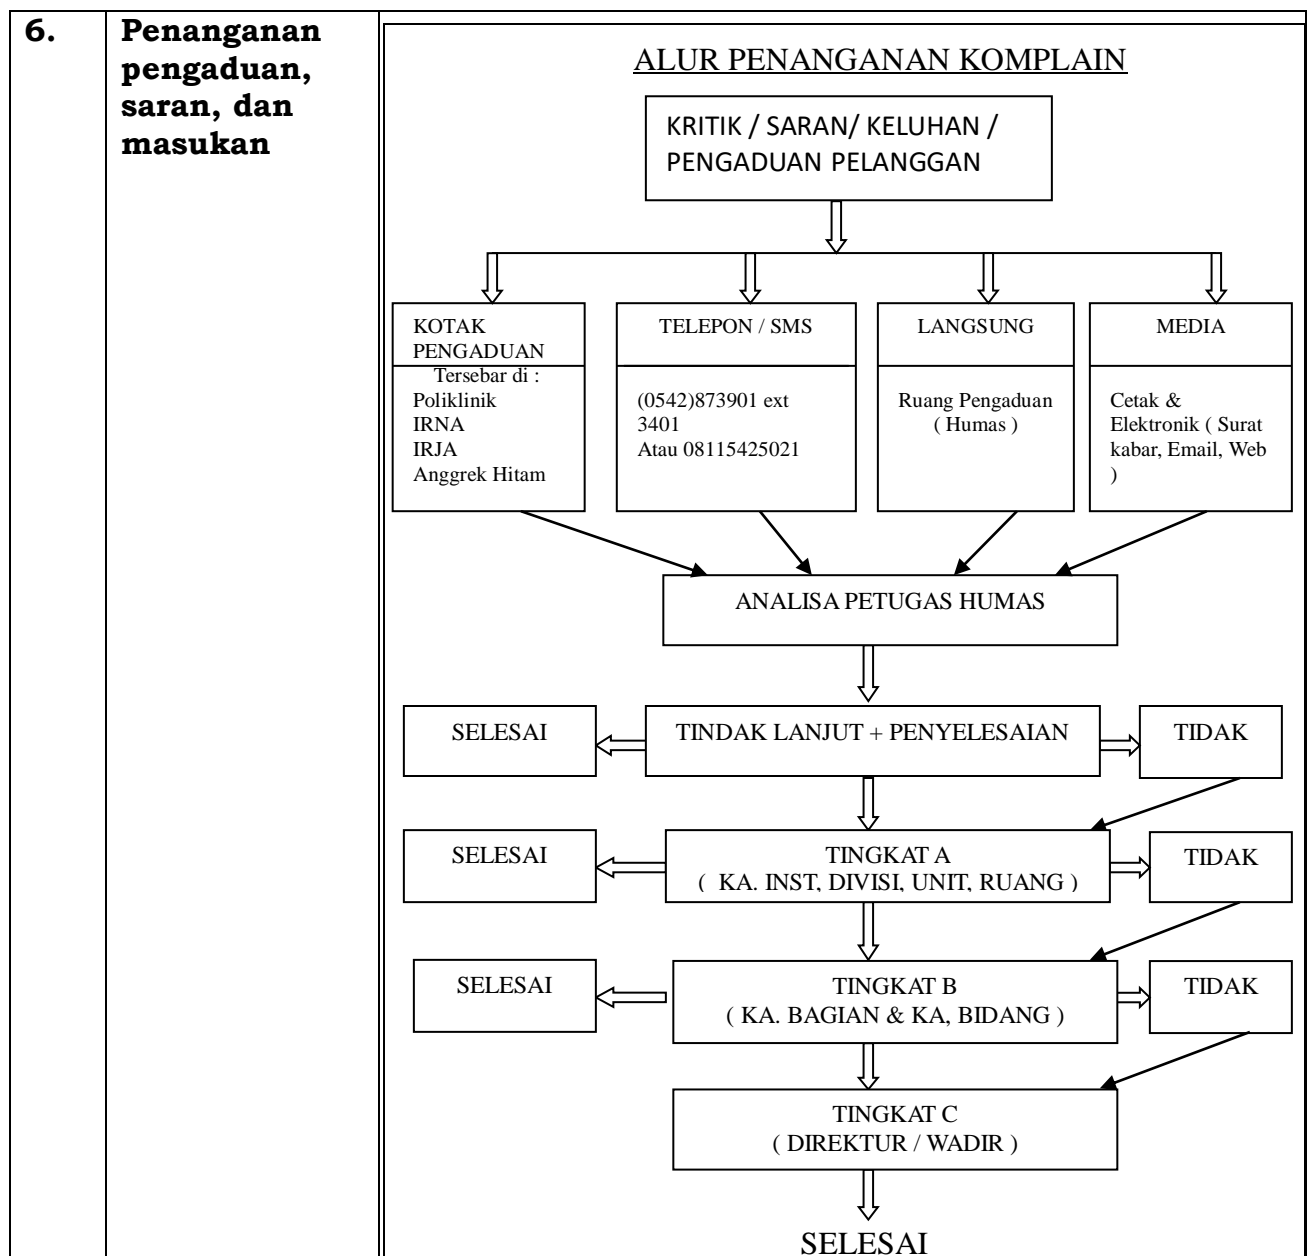 6.
Penanganan
pengaduan,
saran, dan
masukan
ALUR PENANGANAN KOMPLAIN
KRITIK / SARAN/ KELUHAN /
PENGADUAN PELANGGAN
KOTAK
PENGADUAN
Tersebar di :
Poliklinik
IRNA
IRJA
Anggrek Hitam
TELEPON / SMS
(0542)873901 ext
3401
Atau 08115425021
LANGSUNG
Ruang Pengaduan
( Humas )
MEDIA
Cetak &
Elektronik ( Surat
kabar, Email, Web
)
ANALISA PETUGAS HUMAS
SELESAI
TINDAK LANJUT + PENYELESAIAN
TIDAK
SELESAI
TINGKAT A
( KA. INST, DIVISI, UNIT, RUANG )
TIDAK
SELESAI
TINGKAT B
( KA. BAGIAN & KA, BIDANG )
TIDAK
TINGKAT C
( DIREKTUR / WADIR )
SELESAI